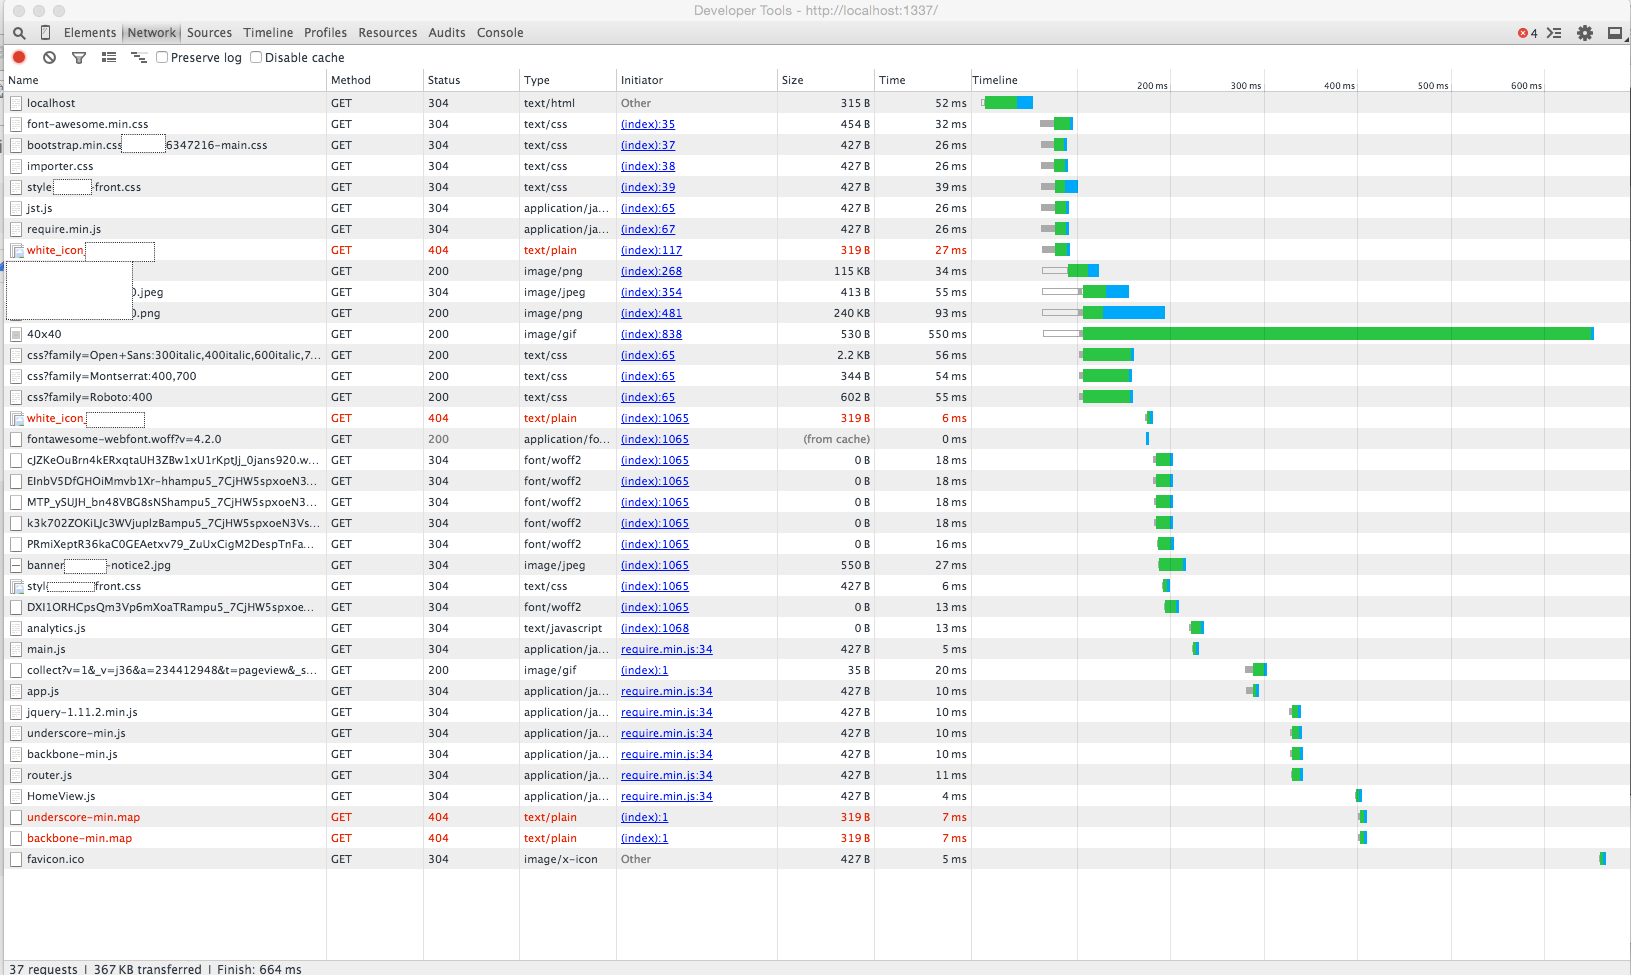 Developer Tools - http://localhost:1337/
Elements Network Sources Timeline Profiles Resources Audits Console 4
Preserve log Disable cache
Name Method Status Type Initiator Size Time Timeline
200 ms 300 ms 400 ms 500 ms 600 ms
localhost GET 304 text/html Other 315 B 52 ms
font-awesome.min.css GET 304 text/css (index):35 454 B 32 ms
bootstrap.min.css 6347216-main.css GET 304 text/css (index):37 427 B 26 ms
importer.css GET 304 text/css (index):38 427 B 26 ms
style -front.css GET 304 text/css (index):39 427 B 39 ms
jst.js GET 304 application/ja... (index):65 427 B 26 ms
require.min.js GET 304 application/ja... (index):67 427 B 26 ms
white_icon_ GET 404 text/plain (index):117 319 B 27 ms
GET 200 image/png (index):268 115 KB 34 ms
0.jpeg GET 304 image/jpeg (index):354 413 B 55 ms
0.png GET 200 image/png (index):481 240 KB 93 ms
40x40 GET 200 image/gif (index):838 530 B 550 ms
css?family=Open+Sans:300italic,400italic,600italic,7... GET 200 text/css (index):65 2.2 KB 56 ms
css?family=Montserrat:400,700 GET 200 text/css (index):65 344 B 54 ms
css?family=Roboto:400 GET 200 text/css (index):65 602 B 55 ms
white_icon_ GET 404 text/plain (index):1065 319 B 6 ms
fontawesome-webfont.woff?v=4.2.0 GET 200 application/fo... (index):1065 (from cache) 0 ms
cJZKeOuBrn4kERxqtaUH3ZBw1xU1rKptJj_0jans920.w... GET 304 font/woff2 (index):1065 0 B 18 ms
EInbV5DfGHOiMmvb1Xr-hhampu5_7CjHW5spxoeN3... GET 304 font/woff2 (index):1065 0 B 18 ms
MTP_ySUJH_bn48VBG8sNShampu5_7CjHW5spxoeN3... GET 304 font/woff2 (index):1065 0 B 18 ms
k3k702ZOKiLJc3WVjuplzBampu5_7CjHW5spxoeN3Vs... GET 304 font/woff2 (index):1065 0 B 18 ms
PRmiXeptR36kaC0GEAetxv79_ZuUxCigM2DespTnFa... GET 304 font/woff2 (index):1065 0 B 16 ms
banner -notice2.jpg GET 304 image/jpeg (index):1065 550 B 27 ms
styl front.css GET 304 text/css (index):1065 427 B 6 ms
DXI1ORHCpsQm3Vp6mXoaTRampu5_7CjHW5spxoe... GET 304 font/woff2 (index):1065 0 B 13 ms
analytics.js GET 304 text/javascript (index):1068 0 B 13 ms
main.js GET 304 application/ja... require.min.js:34 427 B 5 ms
collect?v=1&_v=j36&a=234412948&t=pageview&_s... GET 200 image/gif (index):1 35 B 20 ms
app.js GET 304 application/ja... require.min.js:34 427 B 10 ms
jquery-1.11.2.min.js GET 304 application/ja... require.min.js:34 427 B 10 ms
underscore-min.js GET 304 application/ja... require.min.js:34 427 B 10 ms
backbone-min.js GET 304 application/ja... require.min.js:34 427 B 10 ms
router.js GET 304 application/ja... require.min.js:34 427 B 11 ms
HomeView.js GET 304 application/ja... require.min.js:34 427 B 4 ms
underscore-min.map GET 404 text/plain (index):1 319 B 7 ms
backbone-min.map GET 404 text/plain (index):1 319 B 7 ms
favicon.ico GET 304 image/x-icon Other 427 B 5 ms
37 requests | 367 KB transferred | Finish: 664 ms